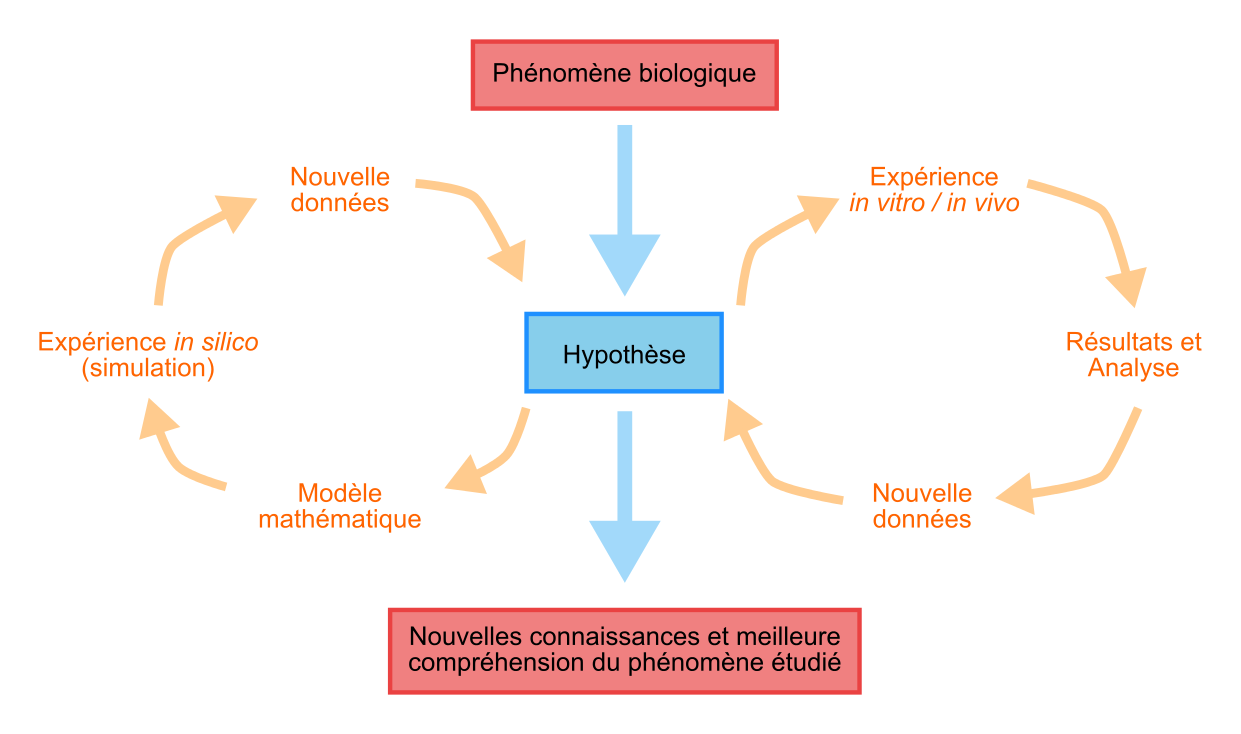 Phénomène biologique
Nouvelle
données
Expérience
in vitro / in vivo
Expérience in silico
(simulation)
Hypothèse
Résultats et
Analyse
Modèle
mathématique
Nouvelle
données
Nouvelles connaissances et meilleure
compréhension du phénomène étudié